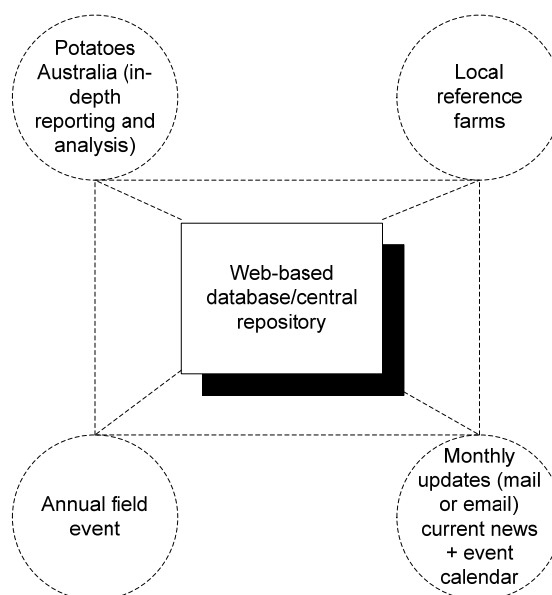 Potatoes
Australia (in-
depth
reporting and
analysis)
Local
reference
farms
Web-based
database/central
repository
Annual field
event
Monthly
updates (mail
or email)
current news
+ event
calendar